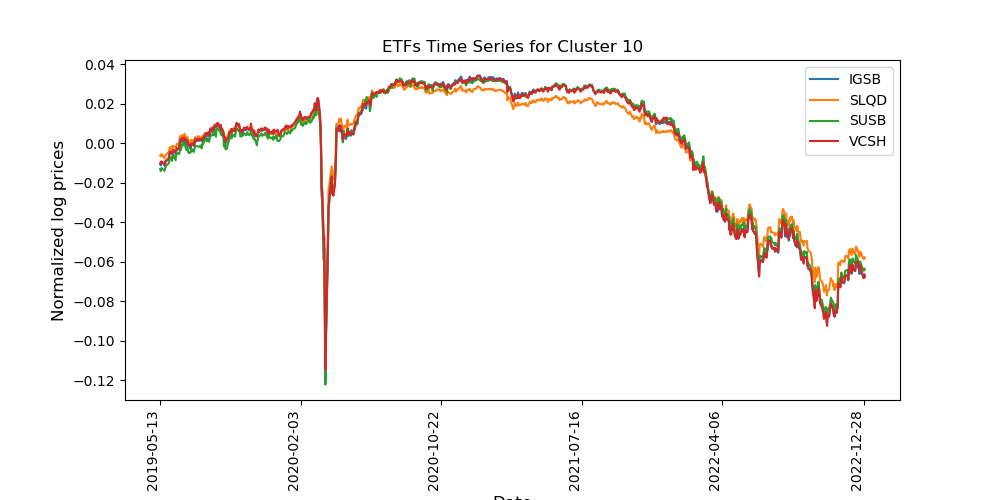 ETFs Time Series for Cluster 10
Normalized log prices
0.04
0.02
0.00
−0.02
−0.04
−0.06
−0.08
−0.10
−0.12
IGSB
SLQD
SUSB
VCSH
2019-05-13
2020-02-03
2020-10-22
2021-07-16
2022-04-06
2022-12-28
Date